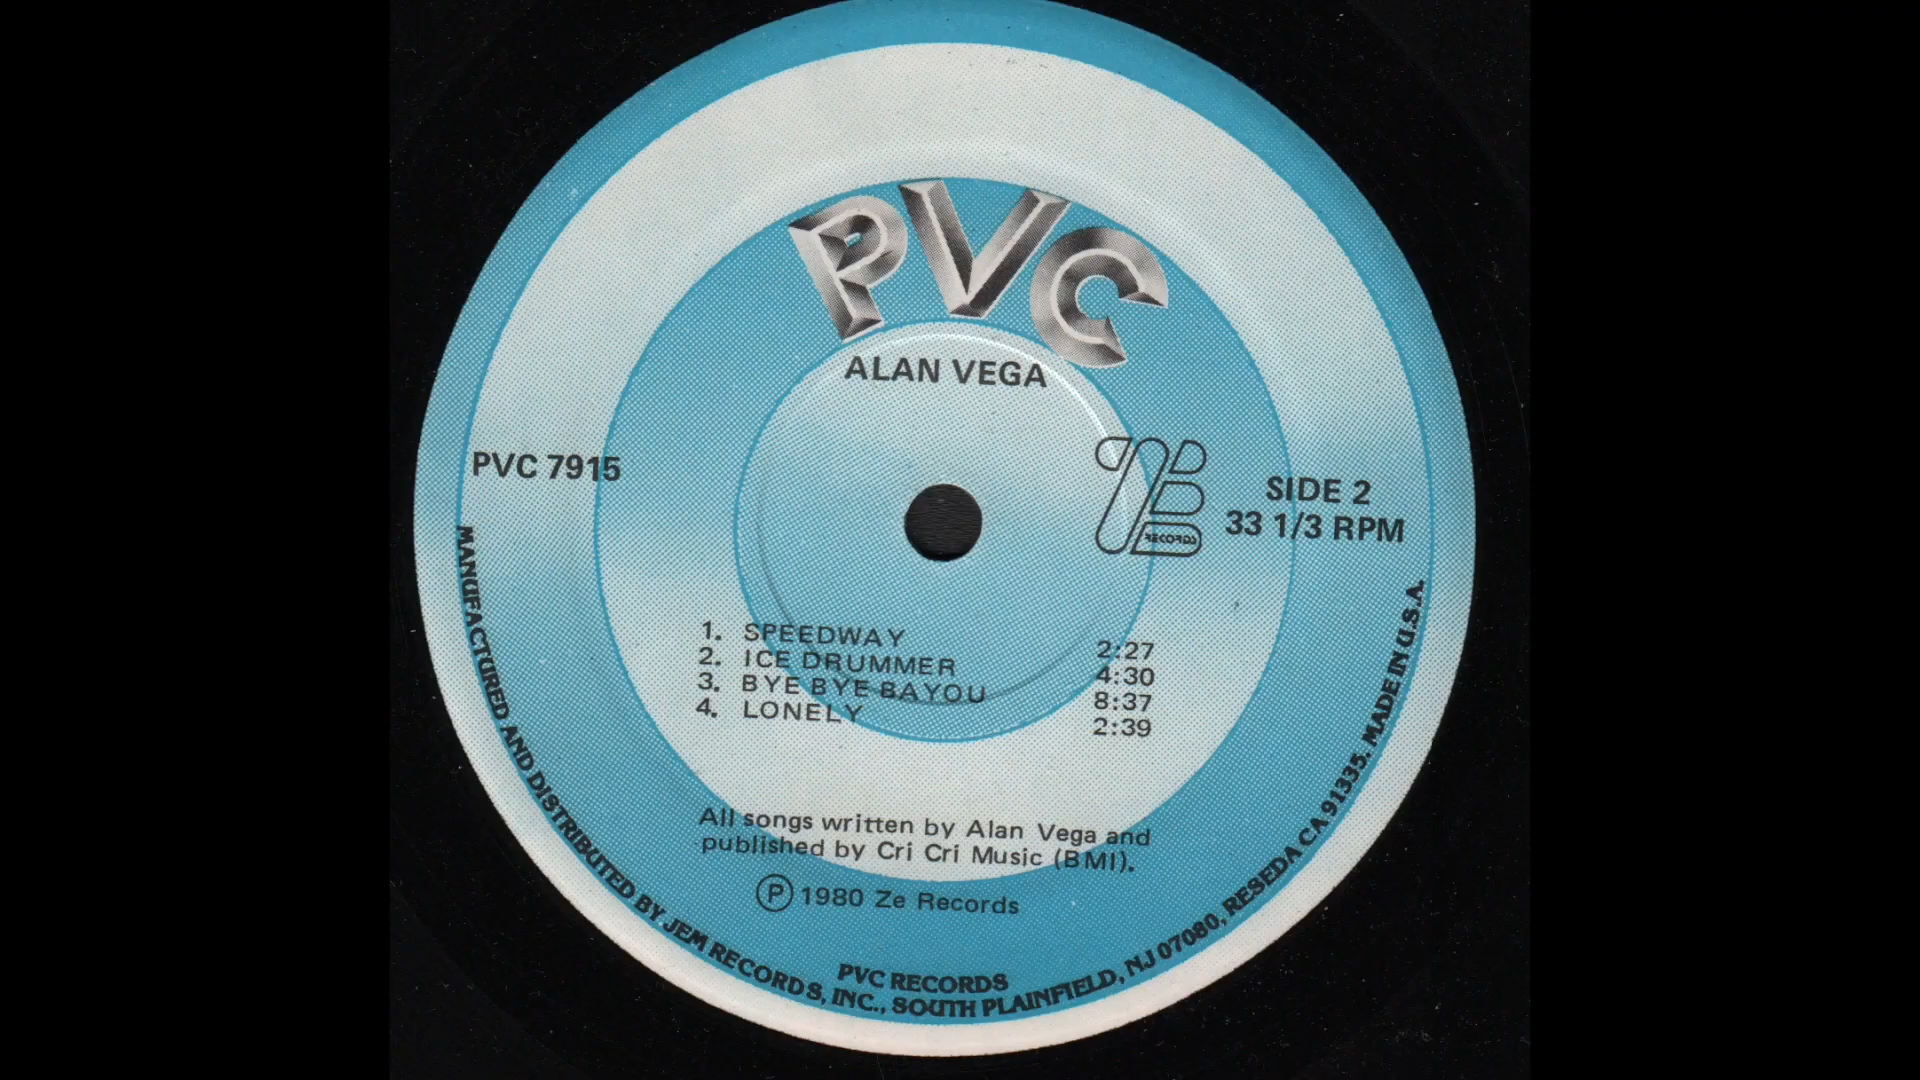 PVC
ALAN VEGA
PVC 7915
ZE
RECORDS
SIDE 2
33 1/3 RPM
1. SPEEDWAY 2:27
2. ICE DRUMMER 4:30
3. BYE BYE BAYOU 8:37
4. LONELY 2:39
All songs written by Alan Vega and
published by Cri Cri Music (BMI).
Ⓟ 1980 Ze Records
PVC RECORDS
MANUFACTURED AND DISTRIBUTED BY JEM RECORDS, INC., SOUTH PLAINFIELD, NJ 07080, RESEDA CA 91335. MADE IN U.S.A.